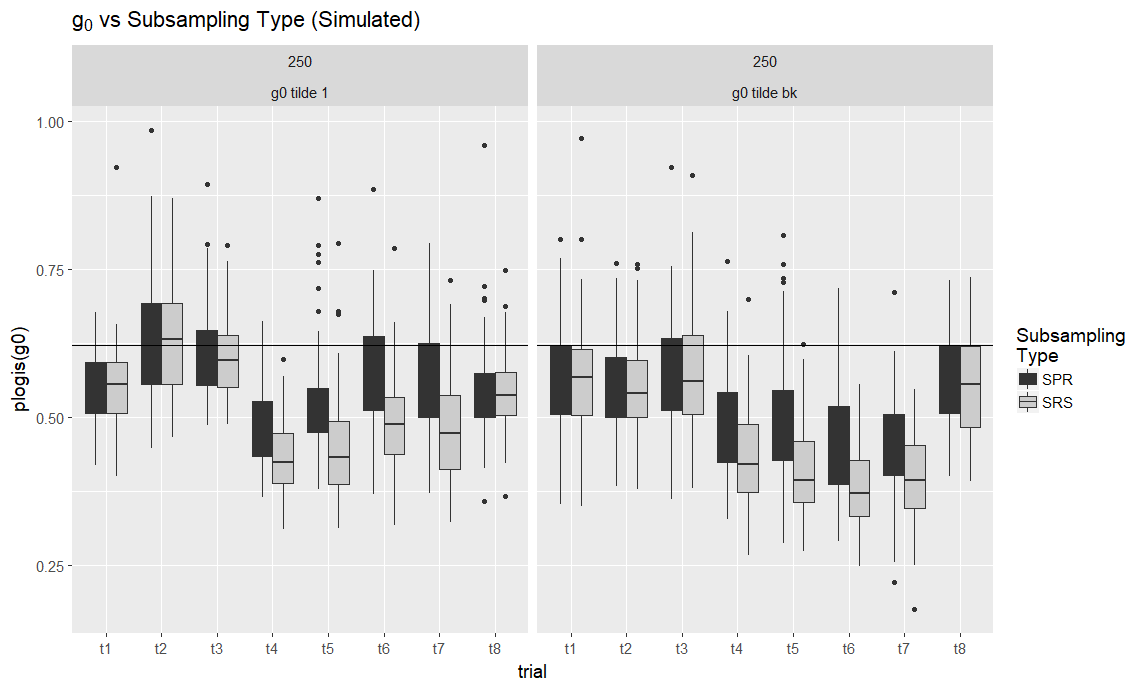 g₀ vs Subsampling Type (Simulated)
250
g0 tilde 1
250
g0 tilde bk
1.00
0.75
0.50
0.25
plogis(g0)
t1 t2 t3 t4 t5 t6 t7 t8
t1 t2 t3 t4 t5 t6 t7 t8
trial
Subsampling
Type
SPR
SRS